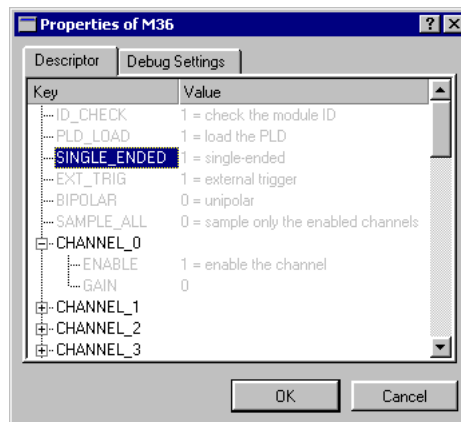 Properties of M36
Descriptor Debug Settings
Key Value
ID_CHECK 1 = check the module ID
PLD_LOAD 1 = load the PLD
SINGLE_ENDED 1 = single-ended
EXT_TRIG 1 = external trigger
BIPOLAR 0 = unipolar
SAMPLE_ALL 0 = sample only the enabled channels
CHANNEL_0
ENABLE 1 = enable the channel
GAIN 0
CHANNEL_1
CHANNEL_2
CHANNEL_3
OK Cancel